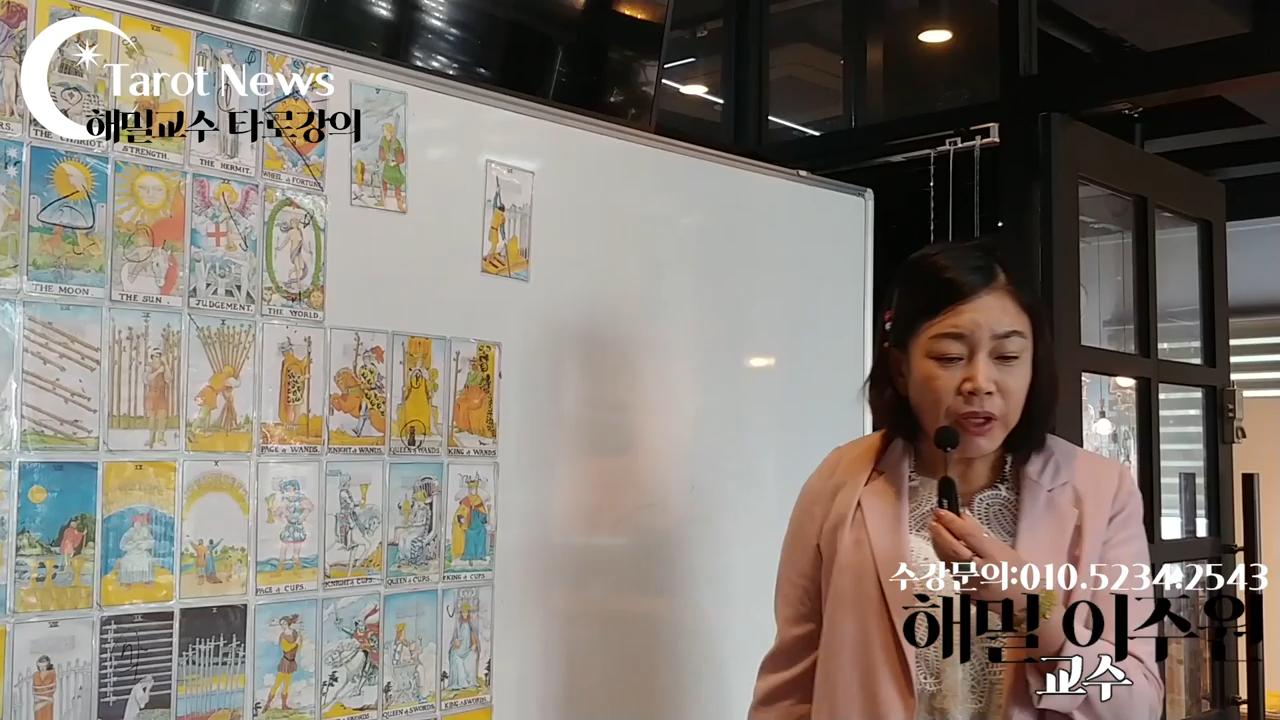 Tarot News
해밀교수 타로강의
THE CHARIOT.
STRENGTH.
THE HERMIT.
WHEEL of FORTUNE
THE MOON.
THE SUN.
JUDGEMENT.
THE WORLD.
PAGE of WANDS.
KNIGHT of WANDS.
QUEEN of WANDS.
KING of WANDS
PAGE of CUPS.
KNIGHT of CUPS.
QUEEN of CUPS.
KING of CUPS.
QUEEN of SWORDS.
KING of SWORDS
수강문의:010.5234.2543
해밀 이주원
교수